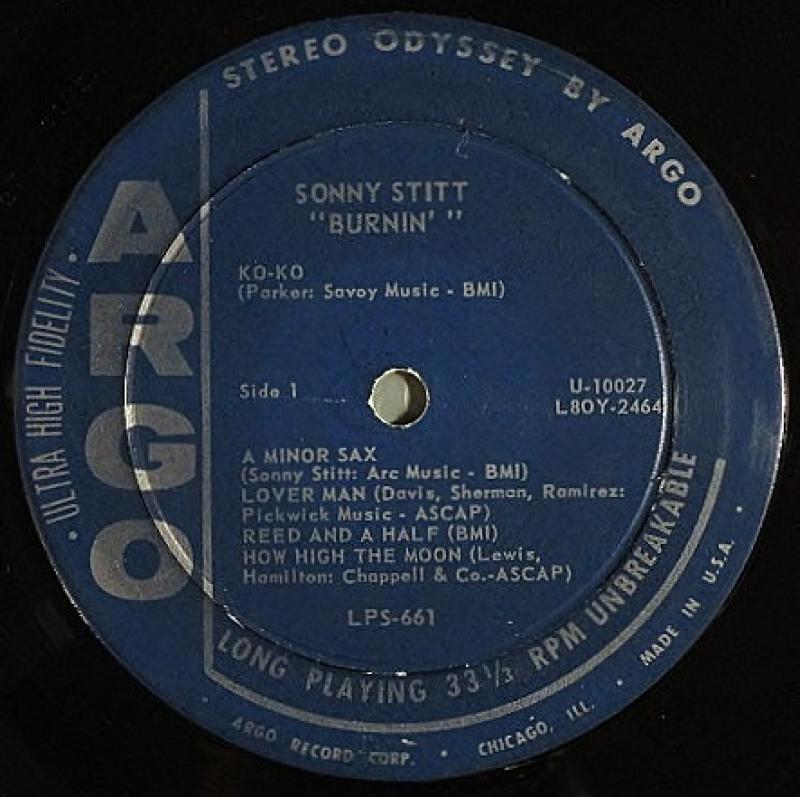 STEREO ODYSSEY BY ARGO
• ULTRA HIGH FIDELITY •
ARGO
SONNY STITT
"BURNIN' "
KO-KO
(Parker: Savoy Music - BMI)
Side 1
U-10027
L80Y-2464
A MINOR SAX
(Sonny Stitt: Arc Music - BMI)
LOVER MAN (Davis, Sherman, Ramirez:
Pickwick Music - ASCAP)
REED AND A HALF (BMI)
HOW HIGH THE MOON (Lewis,
Hamilton: Chappell & Co.-ASCAP)
LPS-661
LONG PLAYING 33 1/3 RPM UNBREAKABLE
• ARGO RECORD CORP. • CHICAGO, ILL. • MADE IN U.S.A. •